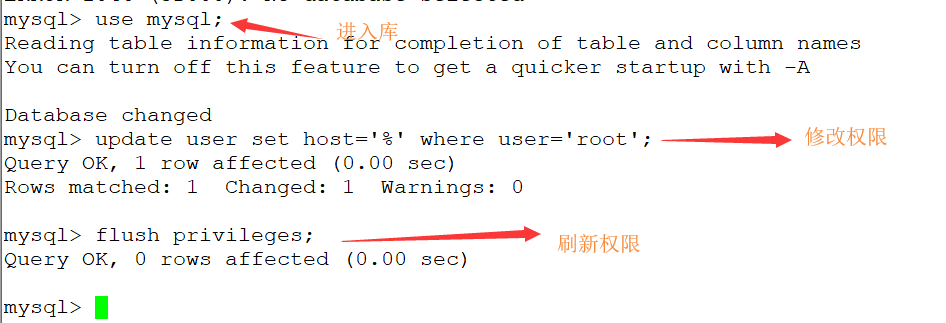 mysql> use mysql;
进入库
Reading table information for completion of table and column names
You can turn off this feature to get a quicker startup with -A
Database changed
mysql> update user set host='%' where user='root';
修改权限
Query OK, 1 row affected (0.00 sec)
Rows matched: 1  Changed: 1  Warnings: 0
mysql> flush privileges;
刷新权限
Query OK, 0 rows affected (0.00 sec)
mysql>